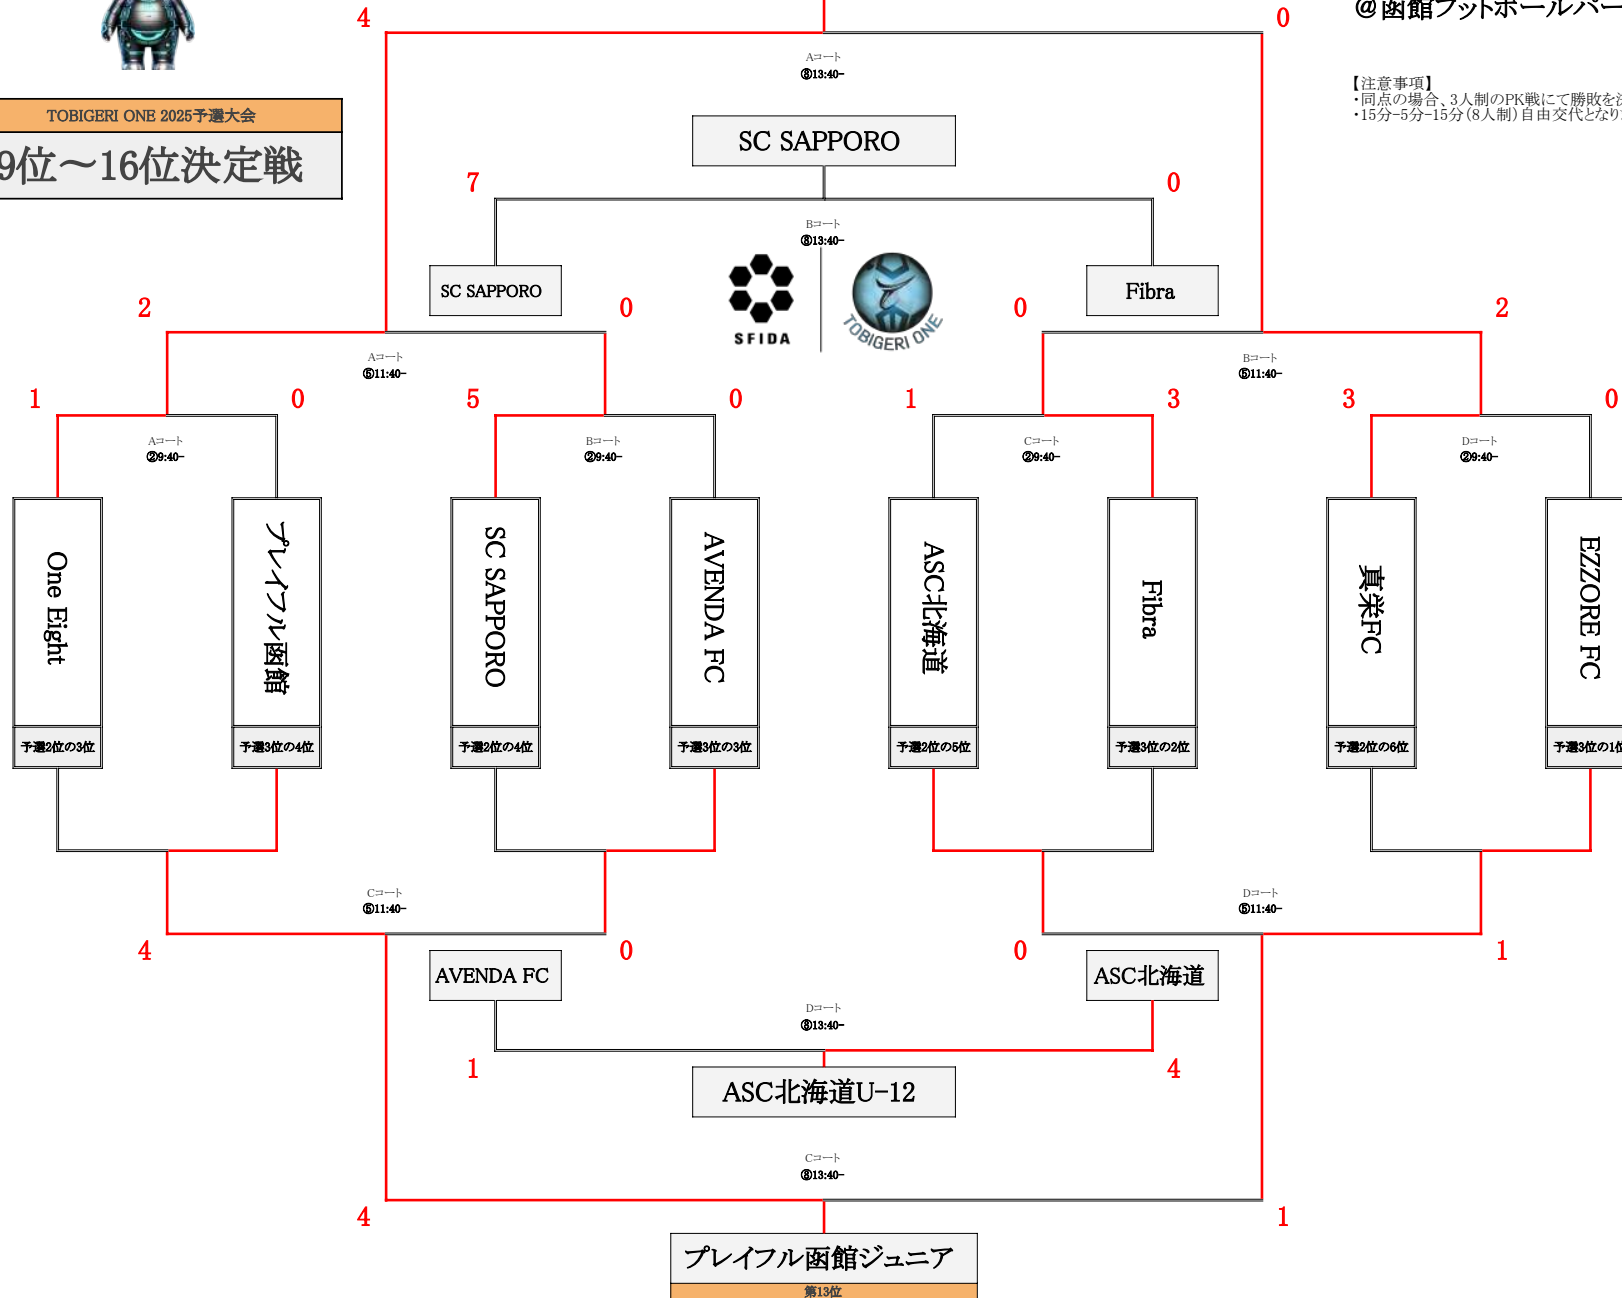 4
0
@函館フットボールパー
Aコート
⑧13:40-
【注意事項】
・同点の場合、3人制のPK戦にて勝敗を
・15分-5分-15分(8人制)自由交代となり
TOBIGERI ONE 2025予選大会
9位～16位決定戦
SC SAPPORO
7
0
Bコート
⑧13:40-
SC SAPPORO
Fibra
SFIDA
TOBIGERI ONE
2
0
0
2
Aコート
⑤11:40-
Bコート
⑤11:40-
1
0
5
0
1
3
3
0
Aコート
②9:40-
Bコート
②9:40-
Cコート
②9:40-
Dコート
②9:40-
One Eight
プレイフル函館
SC SAPPORO
AVENDA FC
ASC北海道
Fibra
真栄FC
EZZORE FC
予選2位の3位
予選3位の4位
予選2位の4位
予選3位の3位
予選2位の5位
予選3位の2位
予選2位の6位
予選3位の1位
Cコート
⑤11:40-
Dコート
⑤11:40-
4
0
0
1
AVENDA FC
ASC北海道
Dコート
⑧13:40-
1
4
ASC北海道U-12
Cコート
⑧13:40-
4
1
プレイフル函館ジュニア
第13位